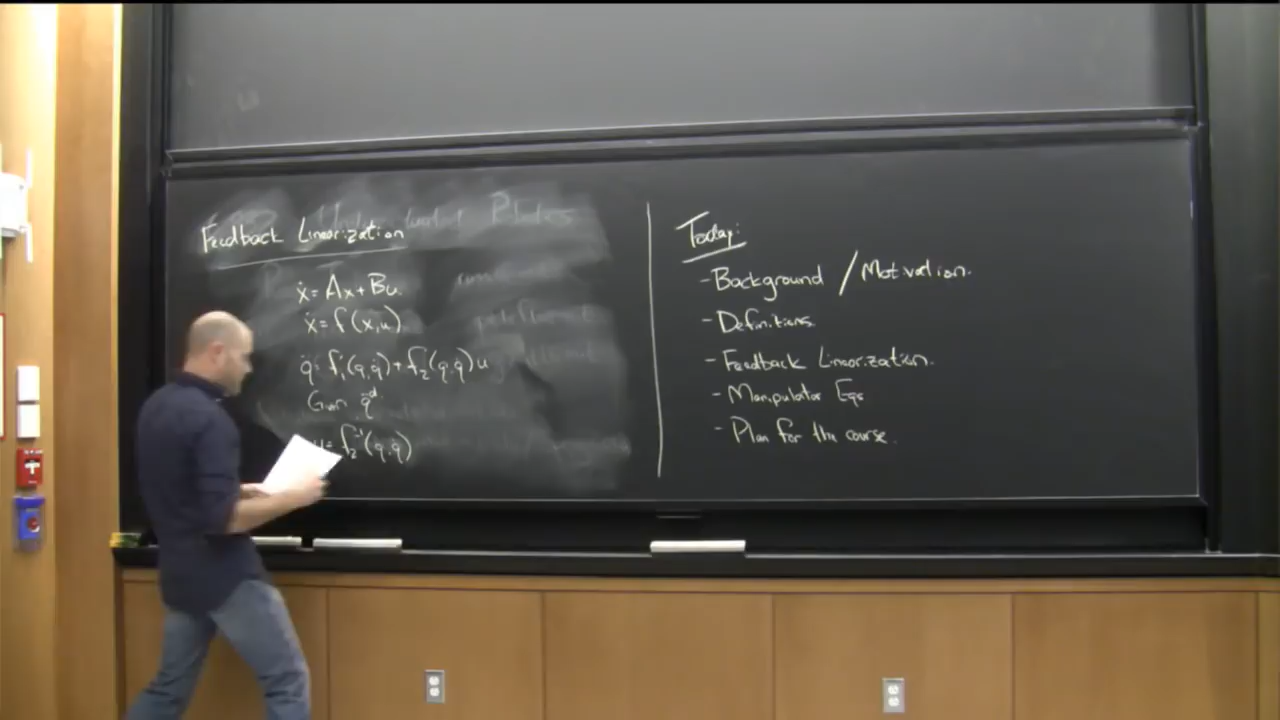 Feedback Linearization
ẋ = Ax + Bu
ẋ = f(x,u)
q̈ = f₁(q,q̇) + f₂(q,q̇)u
Given q̈ᵈ
u = f₂⁻¹(q,q̇)
Today:
- Background / Motivation.
- Definitions
- Feedback Linearization.
- Manipulator Eqs
- Plan for the course.